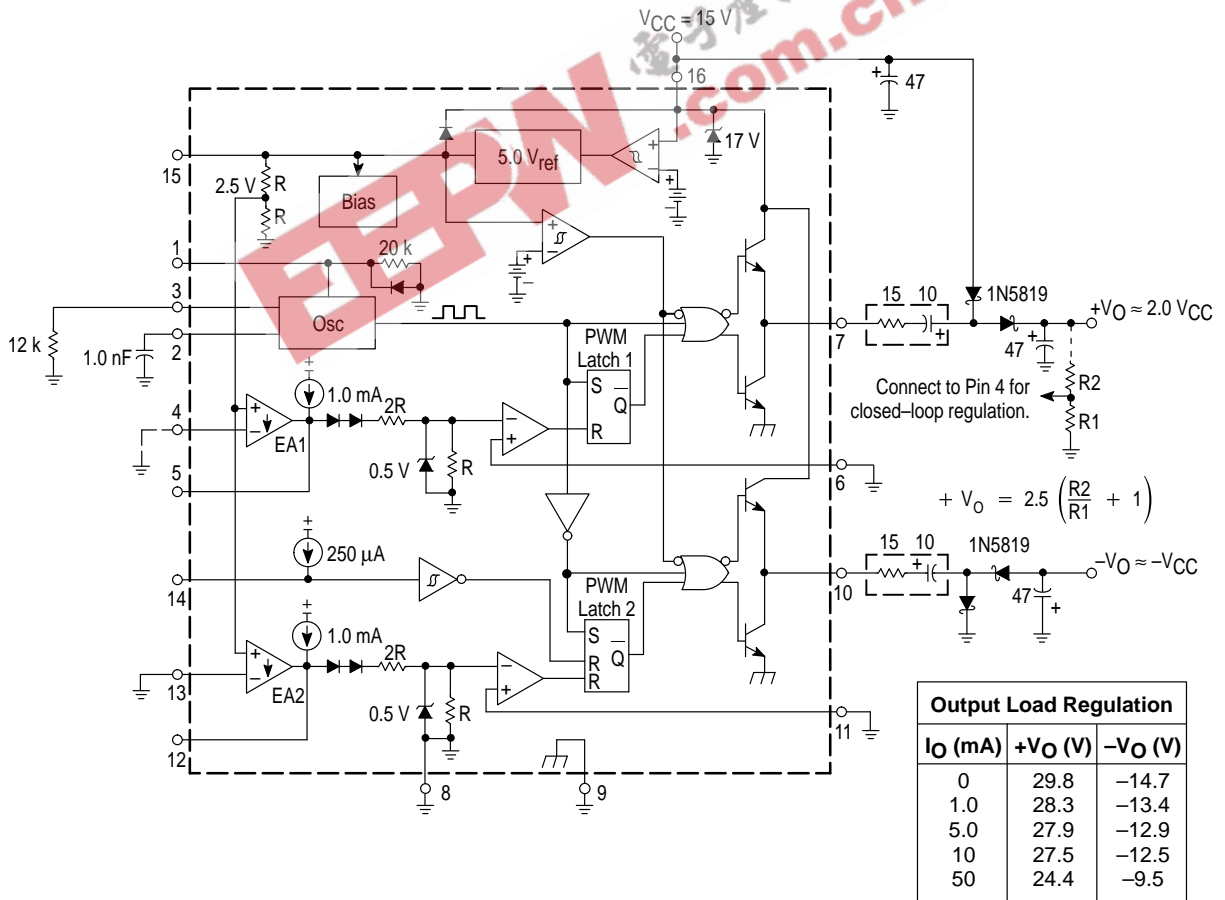 VCC = 15 V
電子產
EEPW
.com.cn
16
+
47
17 V
+
−
+
−
5.0 Vref
15
2.5 V
R
R
Bias
+
−
+
−
1
20 k
3
Osc
2
12 k
1.0 nF
+
1.0 mA
PWM
Latch 1
S
Q
R
4
+
−
EA1
2R
−
+
5
0.5 V
R
7
15
10
+
1N5819
+VO ≈ 2.0 VCC
47
+
R2
Connect to Pin 4 for
closed–loop regulation.
R1
6
+ VO = 2.5 (R2/R1 + 1)
+
250 µA
14
PWM
Latch 2
S
Q
R
R
10
15
10
+
1N5819
−VO ≈ −VCC
47
+
+
1.0 mA
+
−
EA2
2R
−
+
13
0.5 V
R
12
11
8
9
Output Load Regulation
IO (mA) +VO (V) −VO (V)
0 29.8 −14.7
1.0 28.3 −13.4
5.0 27.9 −12.9
10 27.5 −12.5
50 24.4 −9.5